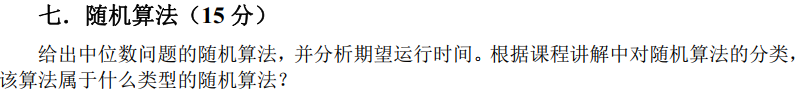 七．随机算法（15 分）
给出中位数问题的随机算法，并分析期望运行时间。根据课程讲解中对随机算法的分类，
该算法属于什么类型的随机算法？